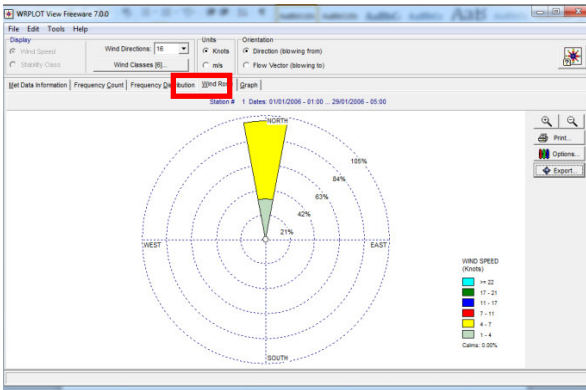 WRPLOT View Freeware 7.0.0
File Edit Tools Help
Display
Wind Speed
Stability Class
Wind Directions: 16
Wind Classes (6)...
Units
Knots
m/s
Orientation
Direction (blowing from)
Flow Vector (blowing to)
Met Data Information Frequency Count Frequency Distribution Wind Ro Graph
Station # 1 Dates: 01/01/2006 - 01:00 ... 29/01/2006 - 05:00
NORTH
105%
84%
63%
42%
21%
WEST
EAST
SOUTH
Print...
Options...
Export...
WIND SPEED
(Knots)
>= 22
17 - 21
11 - 17
7 - 11
4 - 7
1 - 4
Calms: 0.00%